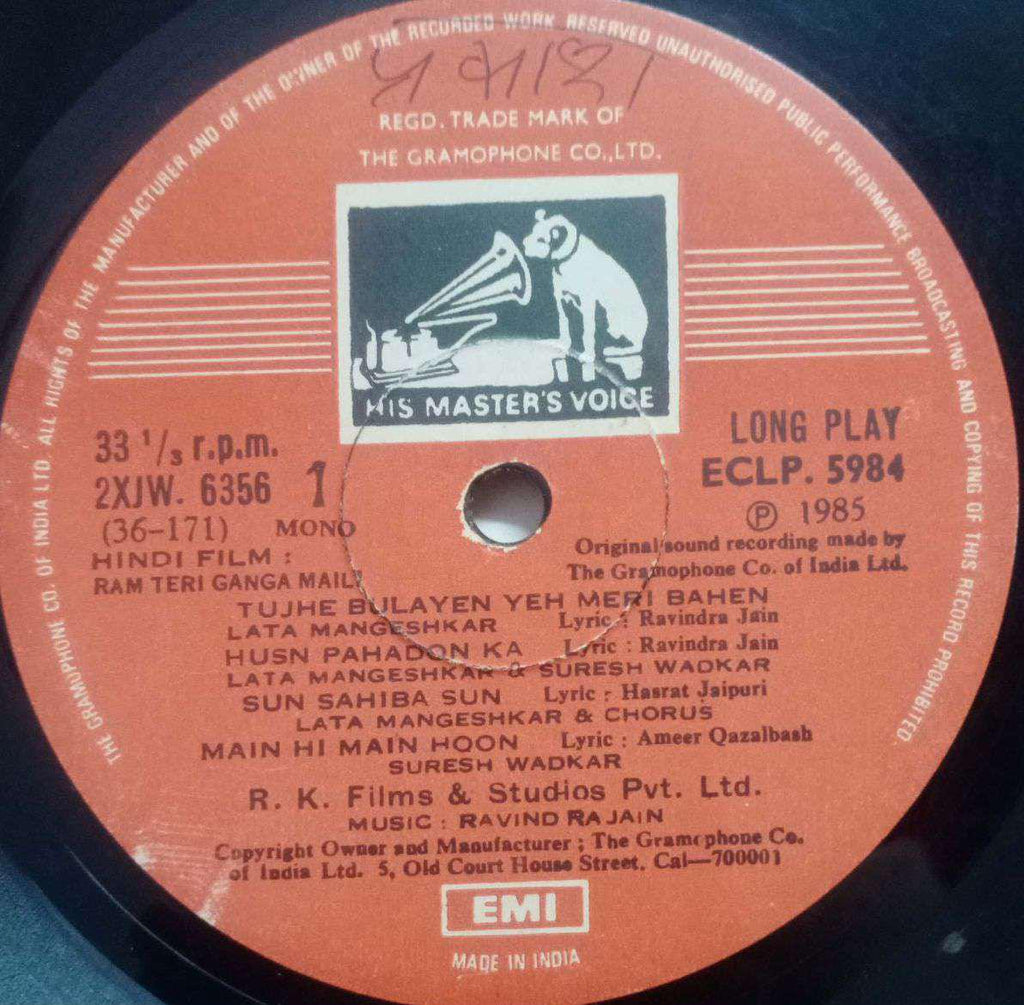 THE GRAMOPHONE CO. OF INDIA LTD. ALL RIGHTS OF THE MANUFACTURER AND OF THE OWNER OF THE RECORDED WORK RESERVED UNAUTHORISED PUBLIC PERFORMANCE BROADCASTING AND COPYING OF THIS RECORD PROHIBITED.
REGD. TRADE MARK OF
THE GRAMOPHONE CO., LTD.
HIS MASTER'S VOICE
33 1/3 r.p.m.
2XJW. 6356 1
(36-171) MONO
LONG PLAY
ECLP. 5984
Ⓟ 1985
Original sound recording made by
The Gramophone Co. of India Ltd.
HINDI FILM :
RAM TERI GANGA MAILI
TUJHE BULAYEN YEH MERI BAHEN
LATA MANGESHKAR Lyric : Ravindra Jain
HUSN PAHADON KA Lyric : Ravindra Jain
LATA MANGESHKAR & SURESH WADKAR
SUN SAHIBA SUN Lyric : Hasrat Jaipuri
LATA MANGESHKAR & CHORUS
MAIN HI MAIN HOON Lyric : Ameer Qazalbash
SURESH WADKAR
R. K. Films & Studios Pvt. Ltd.
MUSIC : RAVINDRA JAIN
Copyright Owner and Manufacturer ; The Gramophone Co.
of India Ltd. 5, Old Court House Street, Cal—700001
EMI
MADE IN INDIA